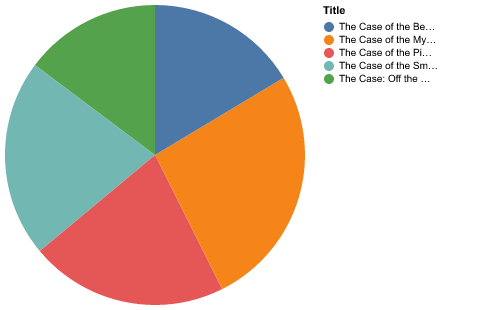 Title
The Case of the Be…
The Case of the My…
The Case of the Pi…
The Case of the Sm…
The Case: Off the …